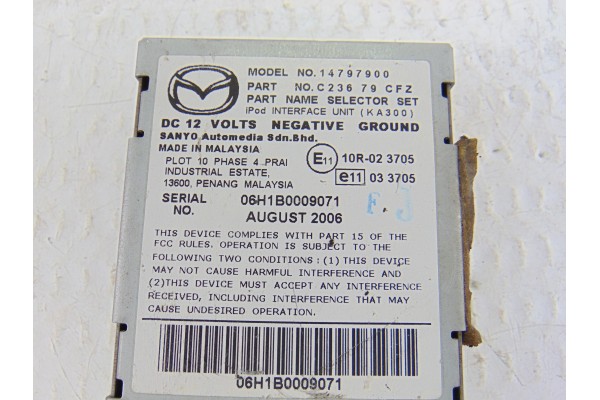 MODEL NO.14797900
PART NO.C236 79 CFZ
PART NAME SELECTOR SET
iPod INTERFACE UNIT (KA300)
DC 12 VOLTS NEGATIVE GROUND
SANYO Automedia Sdn.Bhd.
MADE IN MALAYSIA
PLOT 10 PHASE 4 PRAI
INDUSTRIAL ESTATE,
13600, PENANG MALAYSIA
E11 10R-02 3705
e11 03 3705
SERIAL NO. 06H1B0009071
AUGUST 2006
F J
THIS DEVICE COMPLIES WITH PART 15 OF THE
FCC RULES. OPERATION IS SUBJECT TO THE
FOLLOWING TWO CONDITIONS:(1) THIS DEVICE
MAY NOT CAUSE HARMFUL INTERFERENCE AND
(2)THIS DEVICE MUST ACCEPT ANY INTERFERENCE
RECEIVED, INCLUDING INTERFERENCE THAT MAY
CAUSE UNDESIRED OPERATION.
06H1B0009071